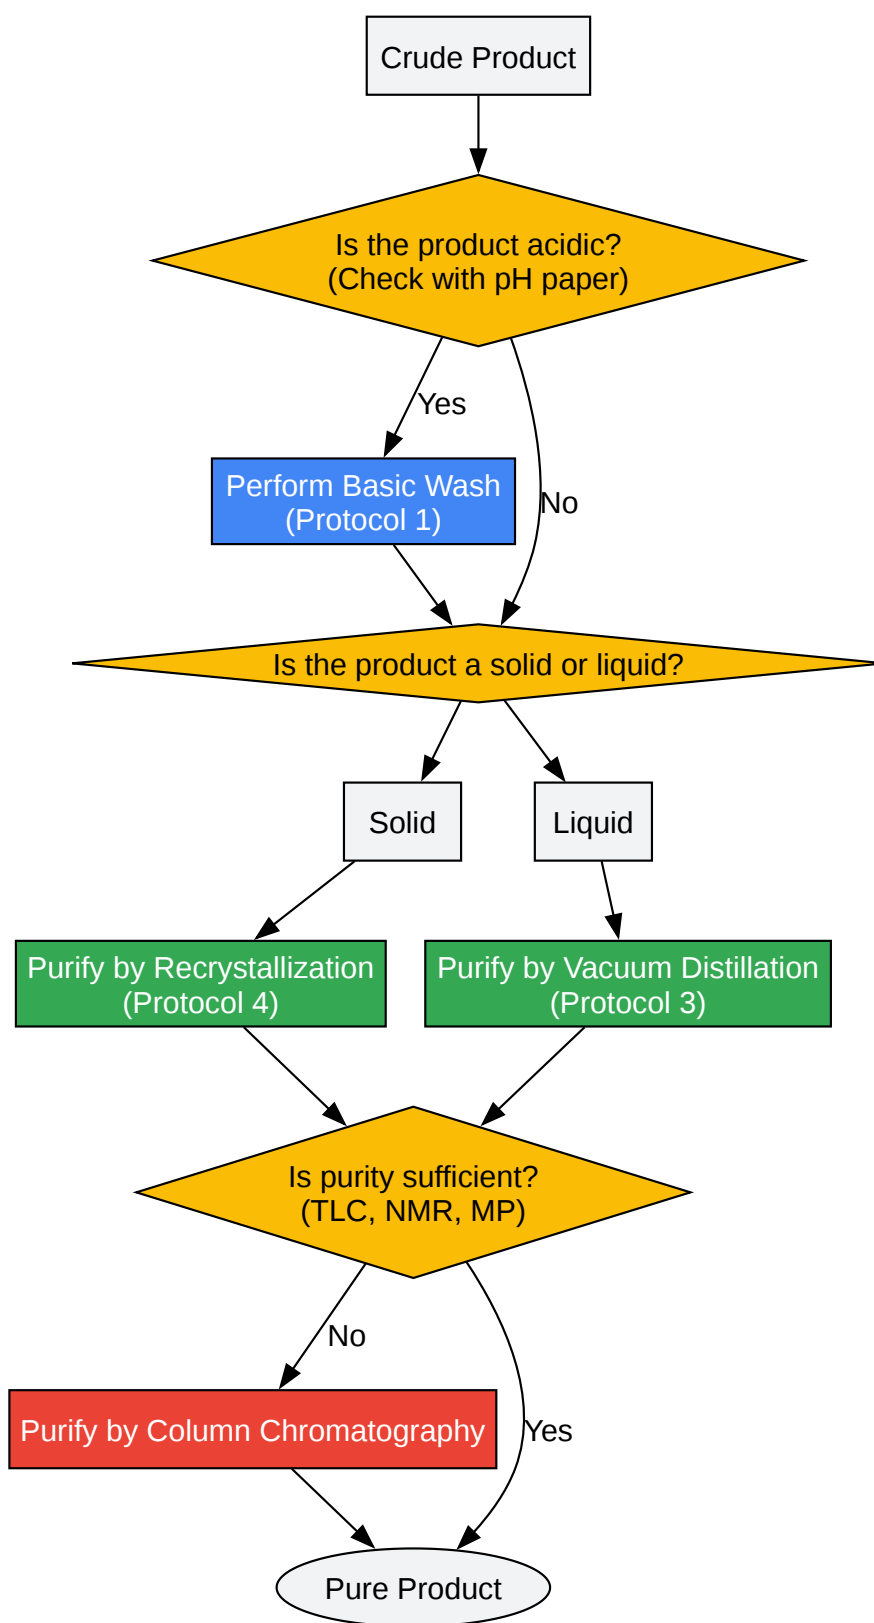 Crude Product
Is the product acidic?
(Check with pH paper)
Yes
Perform Basic Wash
(Protocol 1)
No
Is the product a solid or liquid?
Solid
Liquid
Purify by Recrystallization
(Protocol 4)
Purify by Vacuum Distillation
(Protocol 3)
Is purity sufficient?
(TLC, NMR, MP)
No
Purify by Column Chromatography
Yes
Pure Product